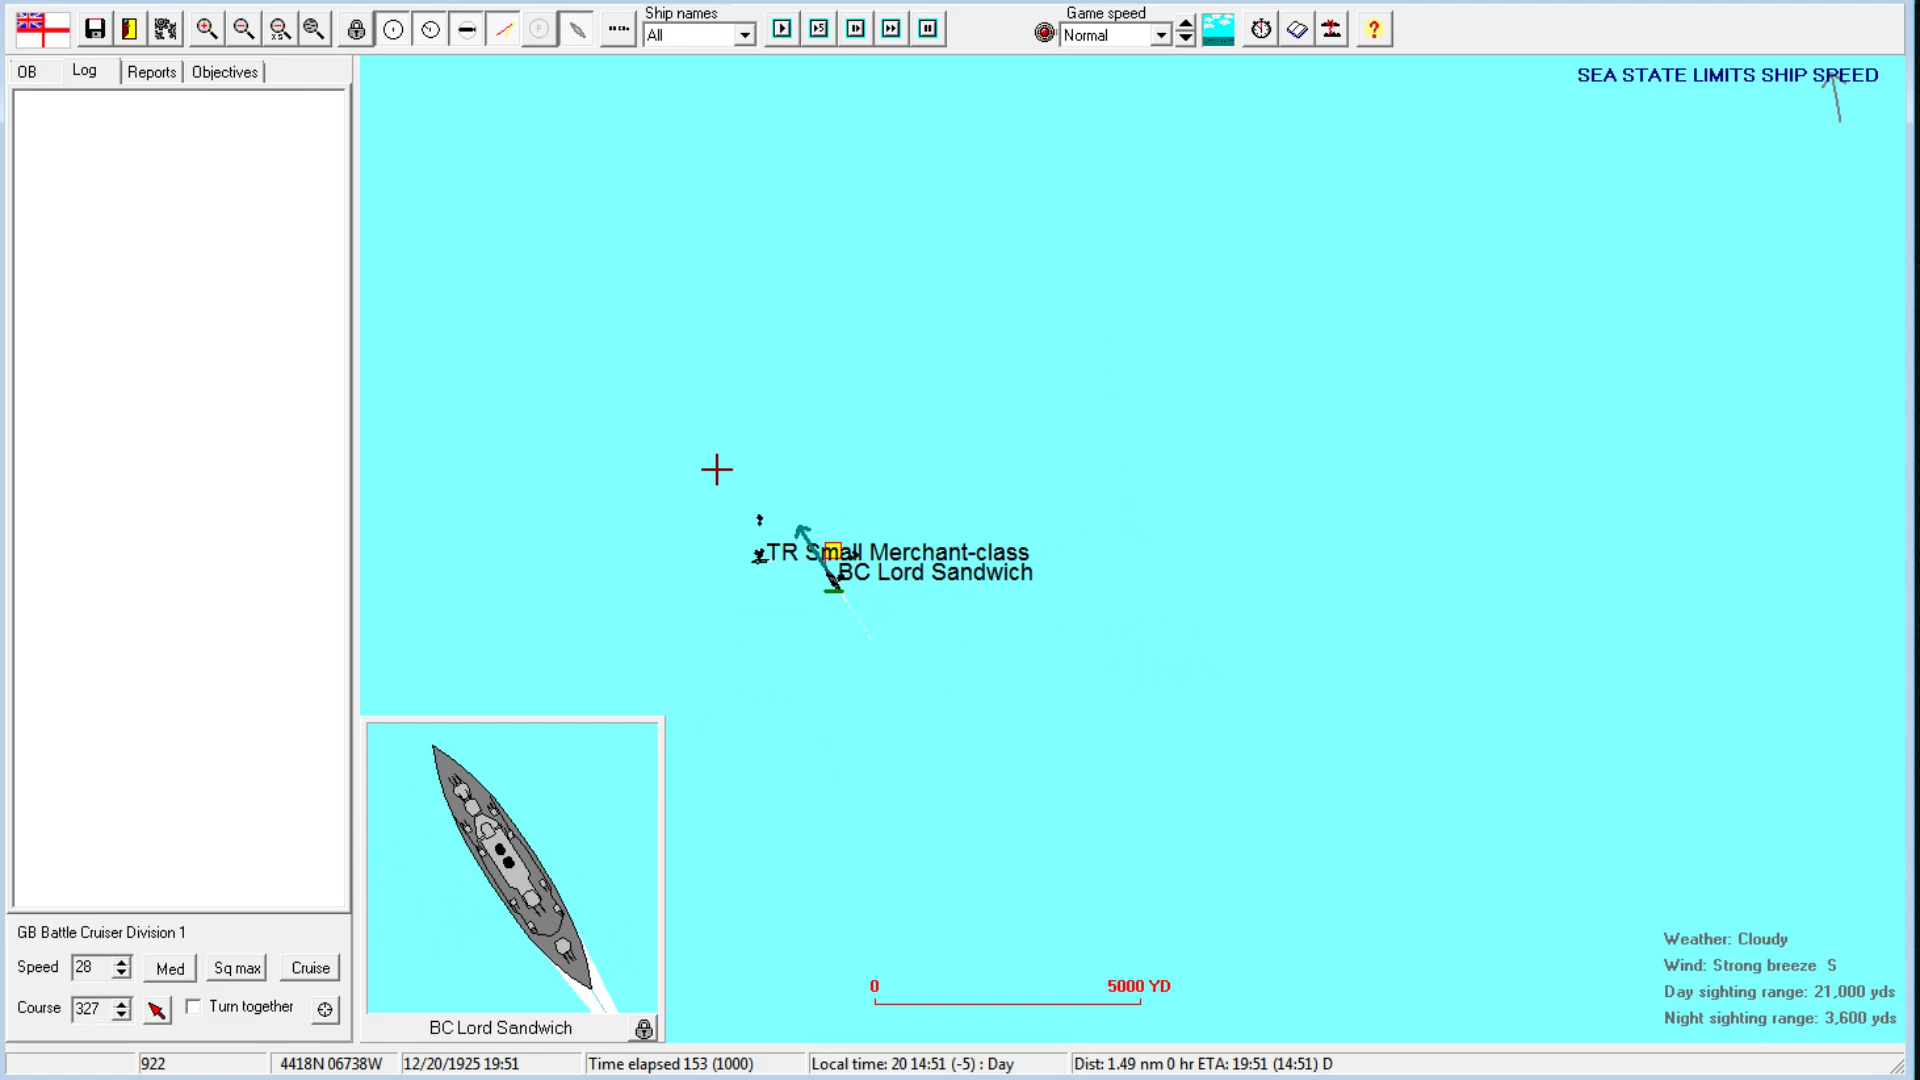 Ship names
All
Game speed
Normal
OB
Log
Reports
Objectives
SEA STATE LIMITS SHIP SPEED
TR Small Merchant-class
BC Lord Sandwich
GB Battle Cruiser Division 1
Speed 28 Med Sq max Cruise
Course 327 Turn together
BC Lord Sandwich
0 5000 YD
Weather: Cloudy
Wind: Strong breeze S
Day sighting range: 21,000 yds
Night sighting range: 3,600 yds
922 4418N 06738W 12/20/1925 19:51 Time elapsed 153 (1000) Local time: 20 14:51 (-5) : Day Dist: 1.49 nm 0 hr ETA: 19:51 (14:51) D